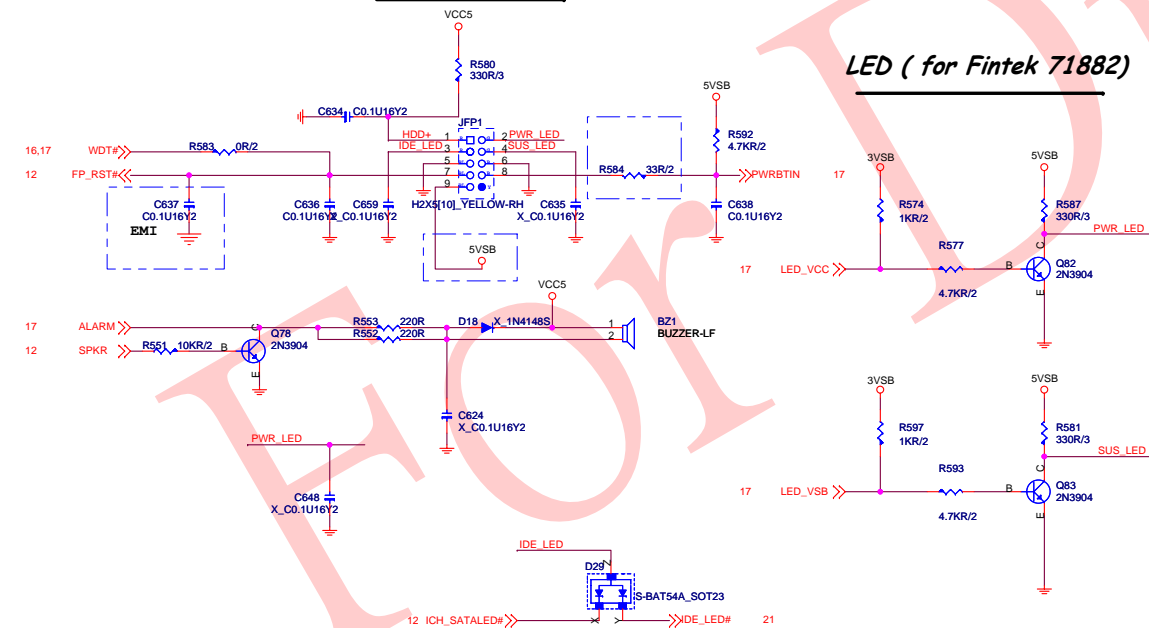 VCC5
R580
330R/3
LED ( for Fintek 71882)
5VSB
C634
C0.1U16Y2
JFP1
HDD+
1
2
PWR_LED
IDE_LED
3
4
SUS_LED
5
6
7
8
9
H2X5[10]_YELLOW-RH
R592
4.7KR/2
16,17
WDT#
R583
0R/2
12
FP_RST#
R584
33R/2
PWRBTIN
17
C637
C0.1U16Y2
EMI
C636
C0.1U16Y2
C659
X_C0.1U16Y2
C635
X_C0.1U16Y2
C638
C0.1U16Y2
5VSB
3VSB
R574
1KR/2
5VSB
R587
330R/3
PWR_LED
17
LED_VCC
R577
4.7KR/2
B
C
E
Q82
2N3904
VCC5
17
ALARM
R553
220R
D18
X_1N4148S
1
BZ1
R552
220R
2
BUZZER-LF
12
SPKR
R551
10KR/2
B
C
E
Q78
2N3904
C624
X_C0.1U16Y2
PWR_LED
C648
X_C0.1U16Y2
3VSB
R597
1KR/2
5VSB
R581
330R/3
SUS_LED
17
LED_VSB
R593
4.7KR/2
B
C
E
Q83
2N3904
IDE_LED
D29
Z
S-BAT54A_SOT23
X
Y
12
ICH_SATALED#
IDE_LED#
21
For